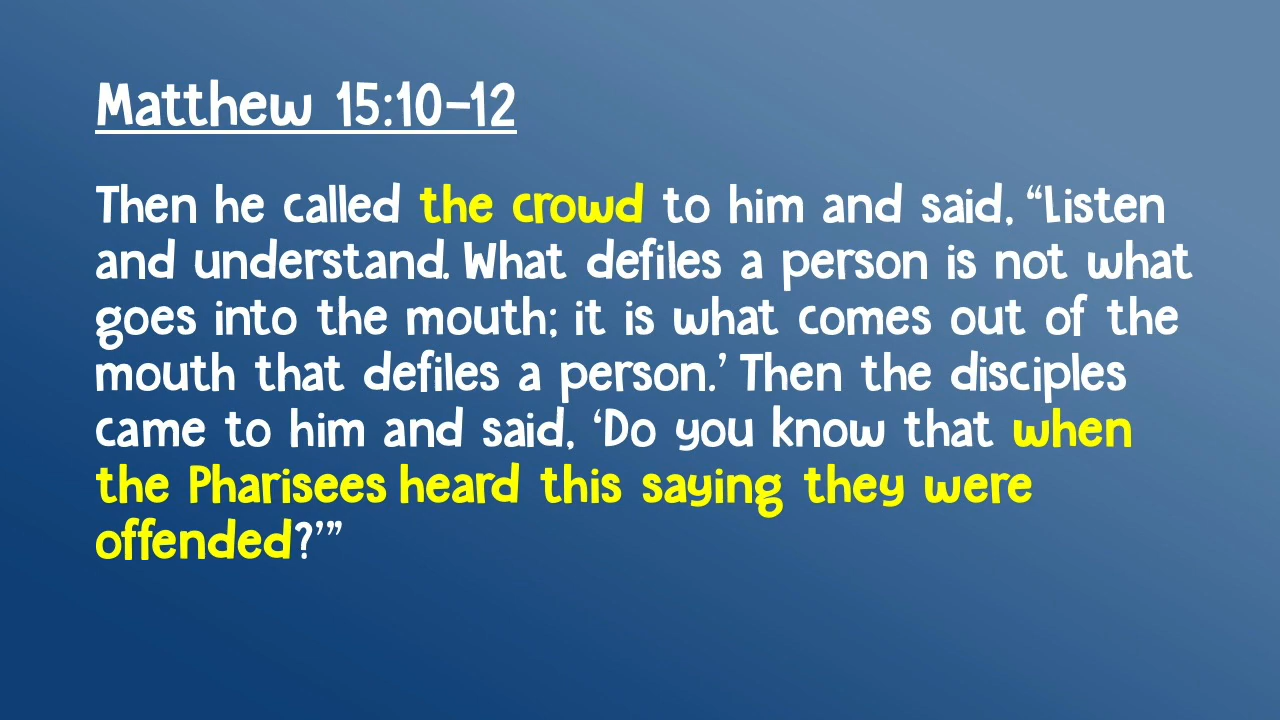 Matthew 15:10–12
Then he called the crowd to him and said, “Listen
and understand. What defiles a person is not what
goes into the mouth; it is what comes out of the
mouth that defiles a person.’ Then the disciples
came to him and said, ‘Do you know that when
the Pharisees heard this saying they were
offended?’”